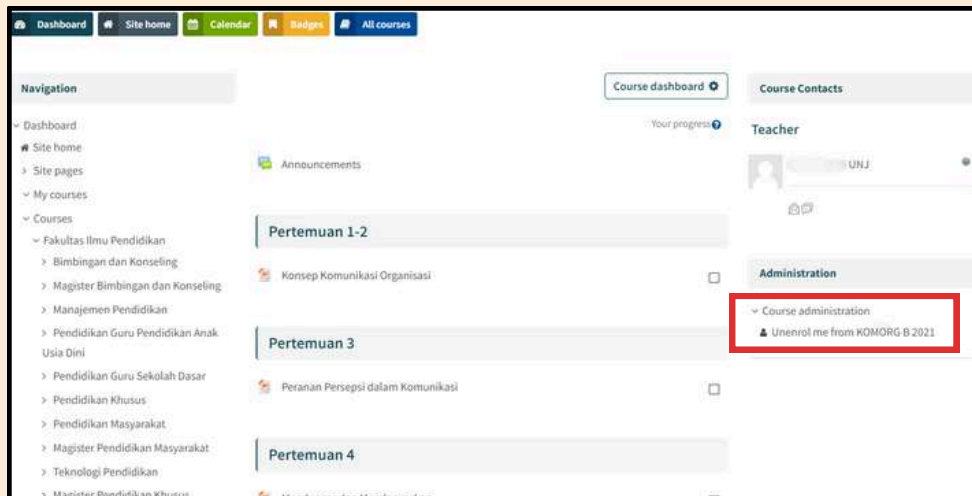 Dashboard
Site home
Calendar
Badges
All courses
Navigation
Dashboard
Site home
Site pages
My courses
Courses
Fakultas Ilmu Pendidikan
Bimbingan dan Konseling
Magister Bimbingan dan Konseling
Manajemen Pendidikan
Pendidikan Guru Pendidikan Anak
Usia Dini
Pendidikan Guru Sekolah Dasar
Pendidikan Khusus
Pendidikan Masyarakat
Magister Pendidikan Masyarakat
Teknologi Pendidikan
Magister Pendidikan Khusus
Course dashboard
Your progress
Announcements
Pertemuan 1-2
Konsep Komunikasi Organisasi
Pertemuan 3
Peranan Persepsi dalam Komunikasi
Pertemuan 4
Course Contacts
Teacher
UNJ
Administration
Course administration
Unenrol me from KOMORG B 2021